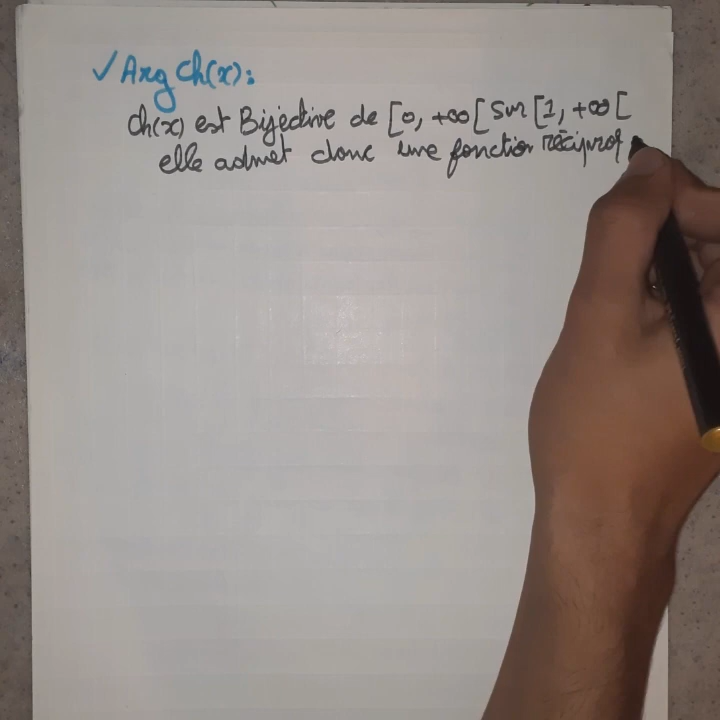 ✓ Arg Ch(x):
Ch(x) est Bijective de [0, +∞[ Sur [1, +∞[
elle admet donc une fonction réciproq